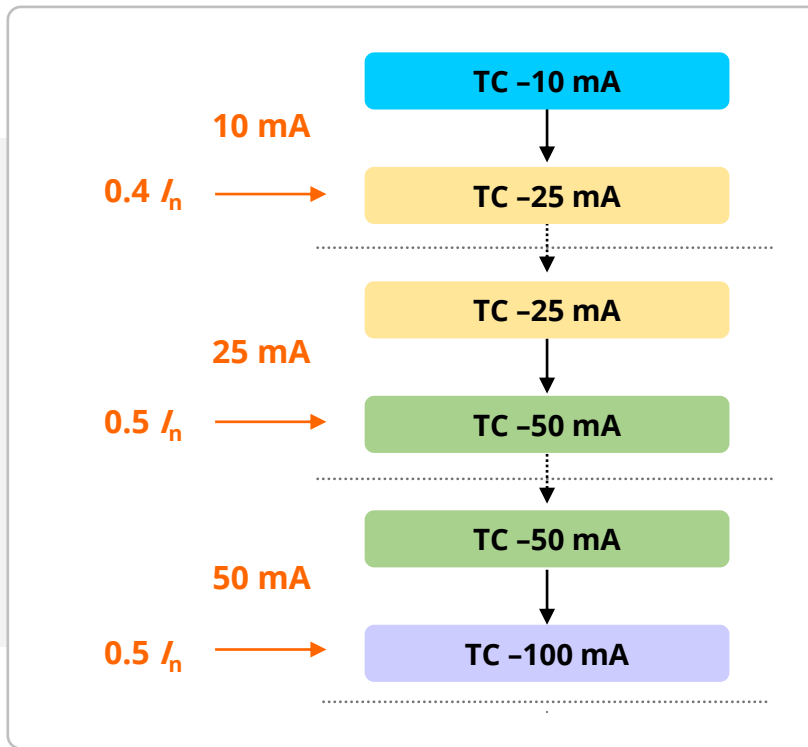 TC –10 mA
10 mA
0.4 In
TC –25 mA
TC –25 mA
25 mA
0.5 In
TC –50 mA
TC –50 mA
50 mA
0.5 In
TC –100 mA